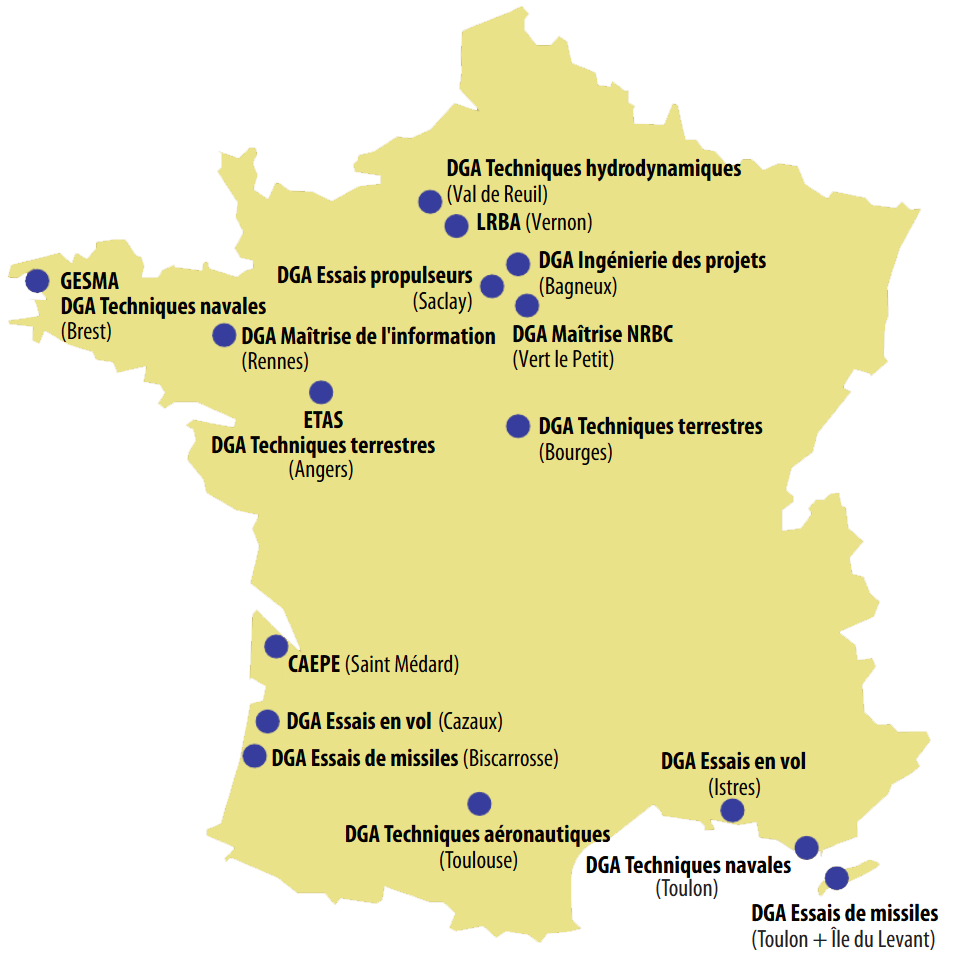 DGA Techniques hydrodynamiques
(Val de Reuil)
LRBA (Vernon)
DGA Ingénierie des projets
(Bagneux)
DGA Essais propulseurs
(Saclay)
GESMA
DGA Techniques navales
(Brest)
DGA Maîtrise de l'information
(Rennes)
DGA Maîtrise NRBC
(Vert le Petit)
ETAS
DGA Techniques terrestres
(Angers)
DGA Techniques terrestres
(Bourges)
CAEPE (Saint Médard)
DGA Essais en vol (Cazaux)
DGA Essais de missiles (Biscarrosse)
DGA Essais en vol
(Istres)
DGA Techniques aéronautiques
(Toulouse)
DGA Techniques navales
(Toulon)
DGA Essais de missiles
(Toulon + Île du Levant)